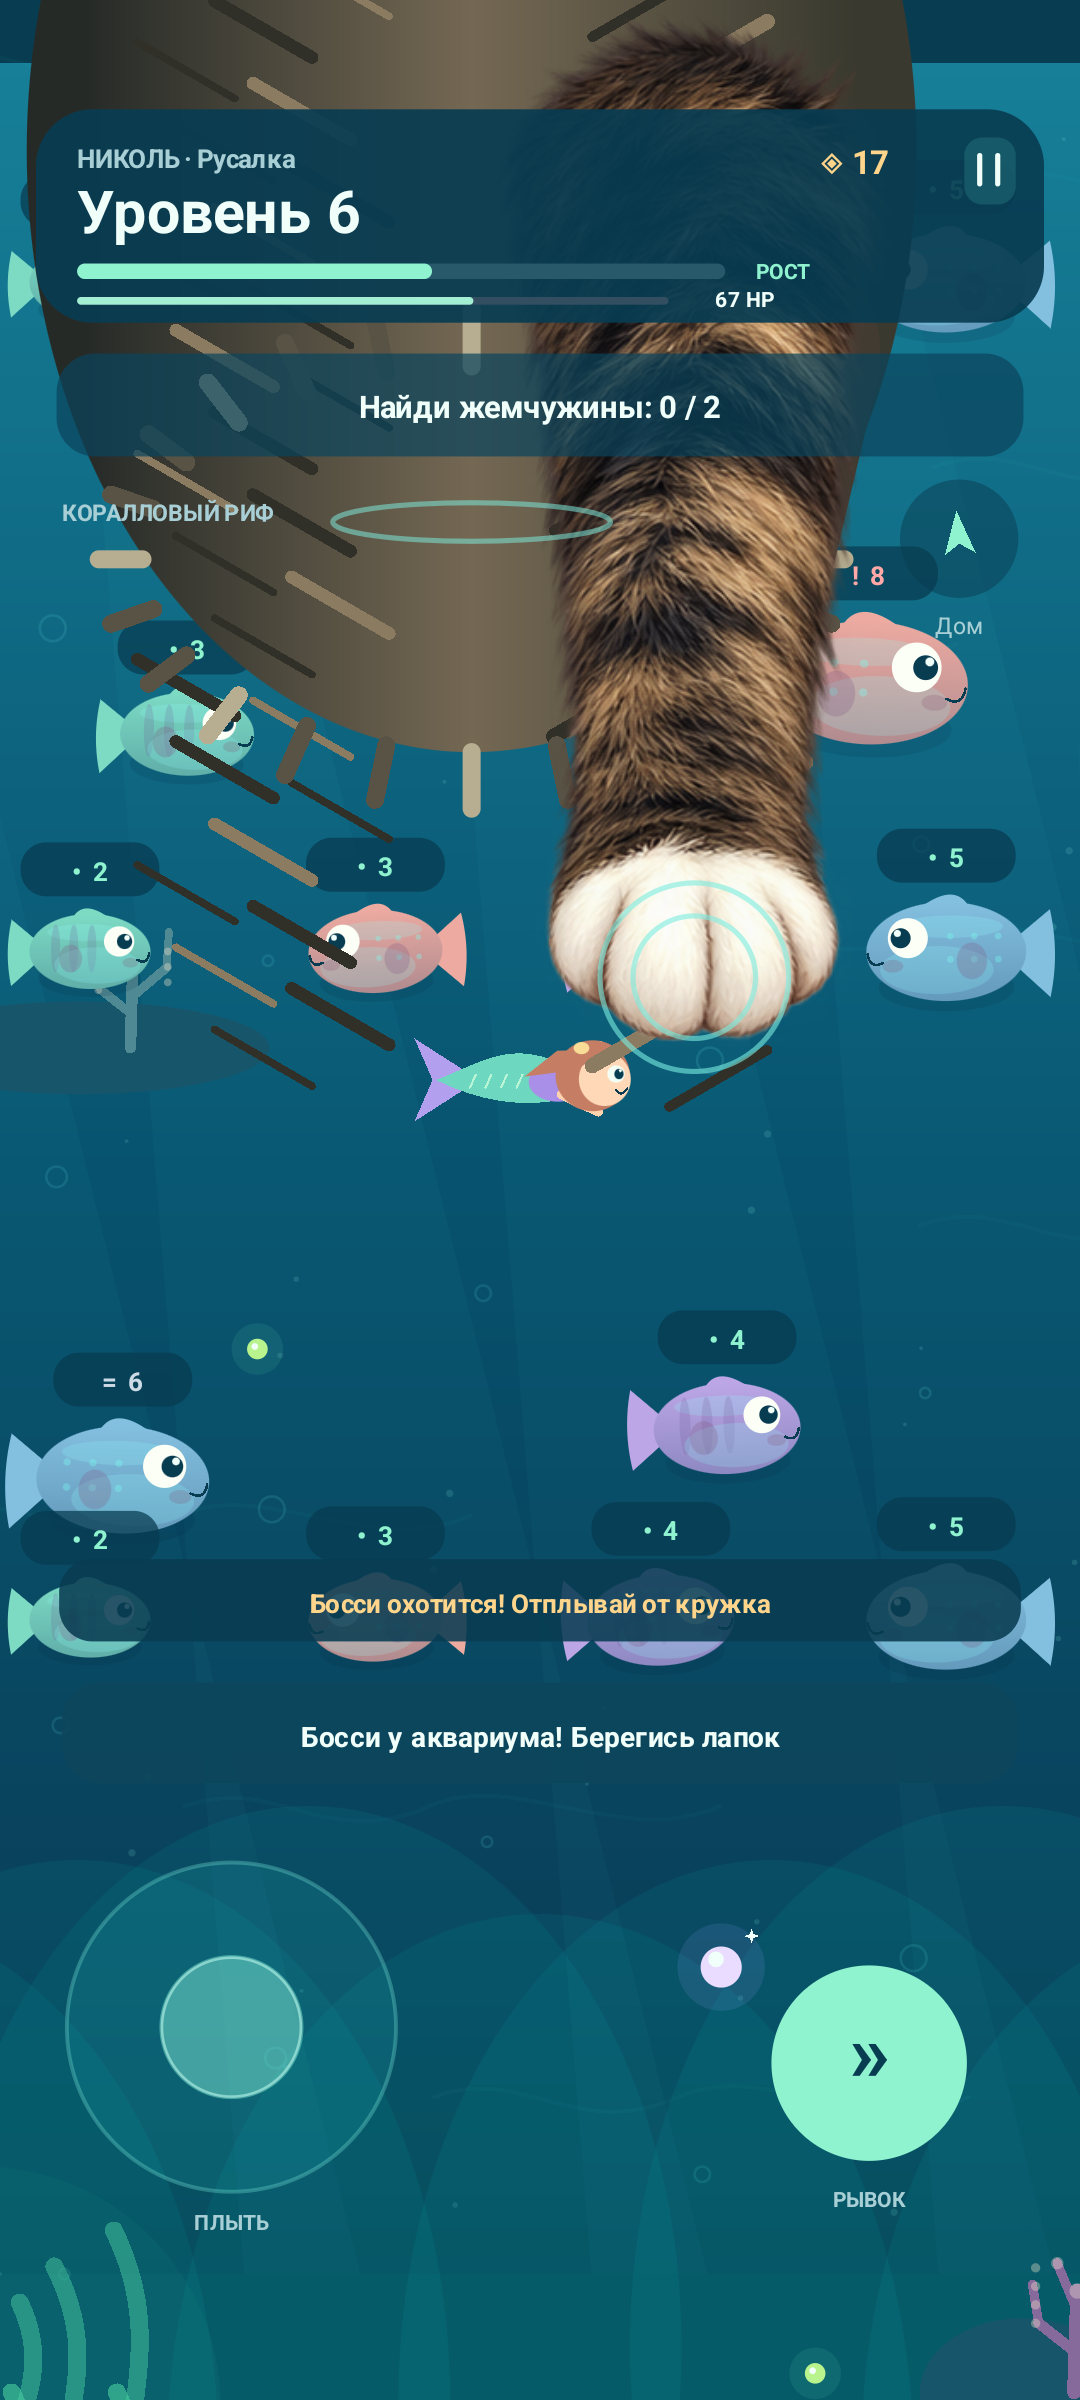 НИКОЛЬ · Русалка
17
Уровень 6
• 5
РОСТ
67 HP
Найди жемчужины: 0 / 2
КОРАЛЛОВЫЙ РИФ
! 8
Дом
• 3
• 2
• 3
• 5
• 4
= 6
• 2
• 3
• 4
• 5
Босси охотится! Отплывай от кружка
Босси у аквариума! Берегись лапок
»
ПЛЫТЬ
РЫВОК